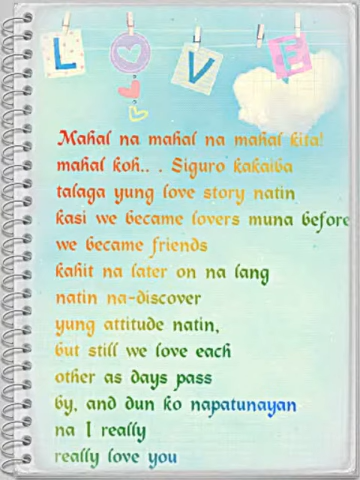 LOVE
Mahal na mahal na mahal kita!
mahal koh.. . Siguro kakaiba
talaga yung love story natin
kasi we became lovers muna before
we became friends
kahit na later on na lang
natin na-discover
yung attitude natin,
but still we love each
other as days pass
by, and dun ko napatunayan
na I really
really love you